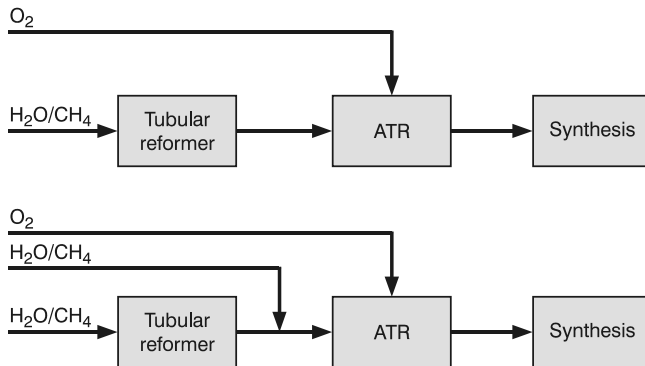 O₂
H₂O/CH₄
Tubular
reformer
ATR
Synthesis
O₂
H₂O/CH₄
H₂O/CH₄
Tubular
reformer
ATR
Synthesis